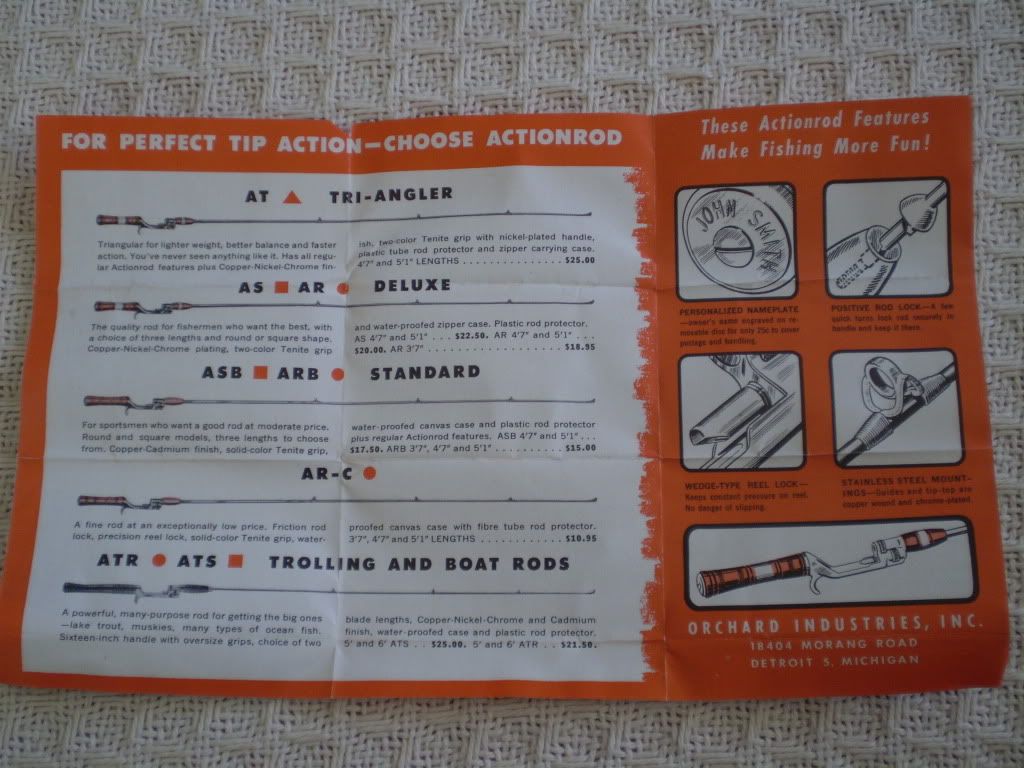 FOR PERFECT TIP ACTION—CHOOSE ACTIONROD
AT ▲ TRI-ANGLER
Triangular for lighter weight, better balance and faster
action. You've never seen anything like it. Has all regu-
lar Actionrod features plus Copper-Nickel-Chrome fin-
ish, two-color Tenite grip with nickel-plated handle,
plastic tube rod protector and zipper carrying case.
4'7" and 5'1" LENGTHS . . . . . . . . . . . . . . $25.00
AS ■ AR ● DELUXE
The quality rod for fishermen who want the best, with
a choice of three lengths and round or square shape.
Copper-Nickel-Chrome plating, two-color Tenite grip
and water-proofed zipper case. Plastic rod protector.
AS 4'7" and 5'1" . . . $22.50. AR 4'7" and 5'1" . . .
$20.00. AR 3'7" . . . . . . . . . . . . . . . . . . $18.95
ASB ■ ARB ● STANDARD
For sportsmen who want a good rod at moderate price.
Round and square models, three lengths to choose
from. Copper-Cadmium finish, solid-color Tenite grip,
water-proofed canvas case and plastic rod protector
plus regular Actionrod features, ASB 4'7" and 5'1" . . .
$17.50. ARB 3'7", 4'7" and 5'1" . . . . . . . . . . $15.00
AR-C ●
A fine rod at an exceptionally low price. Friction rod
lock, precision reel lock, solid-color Tenite grip, water-
proofed canvas case with fibre tube rod protector.
3'7", 4'7" and 5'1" LENGTHS . . . . . . . . . . . $10.95
ATR ● ATS ■ TROLLING AND BOAT RODS
A powerful, many-purpose rod for getting the big ones
—lake trout, muskies, many types of ocean fish.
Sixteen-inch handle with oversize grips, choice of two
blade lengths, Copper-Nickel-Chrome and Cadmium
finish, water-proof case and plastic rod protector.
5' and 6' ATS . . $25.00. 5' and 6' ATR . . $21.50.
These Actionrod Features
Make Fishing More Fun!
JOHN SMITH
PERSONALIZED NAMEPLATE
—owner's name engraved on re-
movable disc for only 25c to cover
postage and handling.
POSITIVE ROD LOCK—A few
quick turns lock rod securely in
handle and keep it there.
WEDGE-TYPE REEL LOCK—
Keeps constant pressure on reel.
No danger of slipping.
STAINLESS STEEL MOUNT-
INGS—Guides and tip-top are
copper wound and chrome-plated.
ORCHARD INDUSTRIES, INC.
18404 MORANG ROAD
DETROIT 5, MICHIGAN